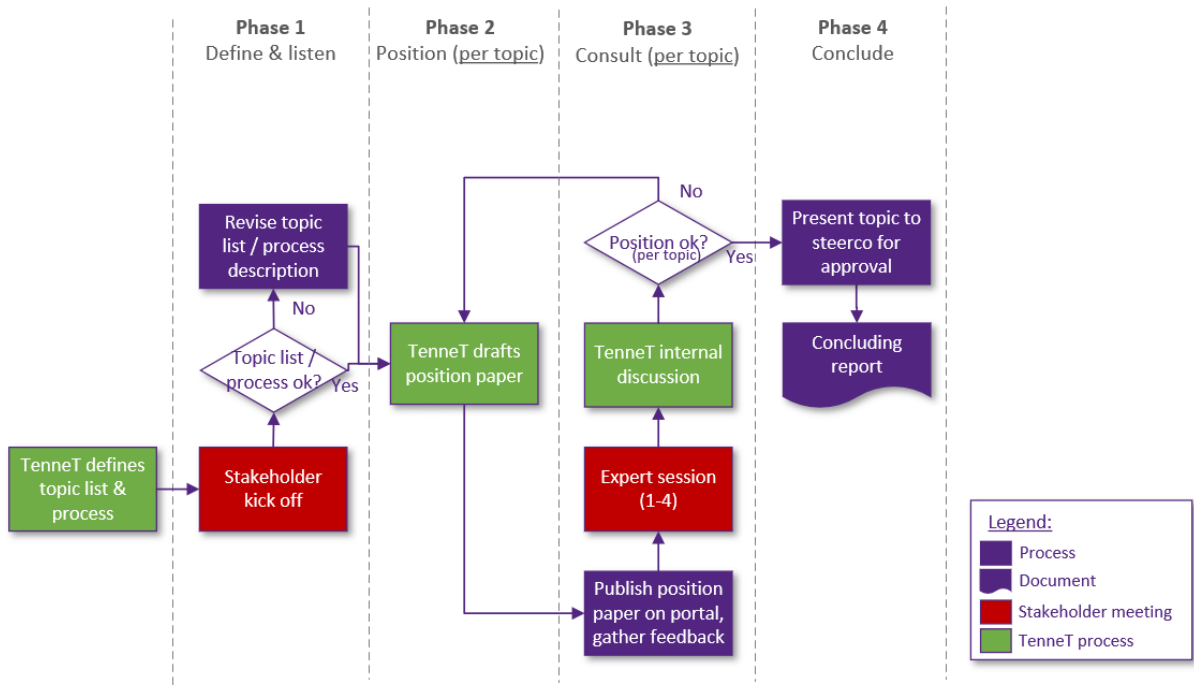 Phase 1
Define & listen
Phase 2
Position (per topic)
Phase 3
Consult (per topic)
Phase 4
Conclude
Revise topic
list / process
description
No
Topic list /
process ok?
Yes
TenneT defines
topic list &
process
Stakeholder
kick off
TenneT drafts
position paper
No
Position ok?
(per topic)
Yes
TenneT internal
discussion
Expert session
(1-4)
Publish position
paper on portal,
gather feedback
Present topic to
steerco for
approval
Concluding
report
Legend:
Process
Document
Stakeholder meeting
TenneT process